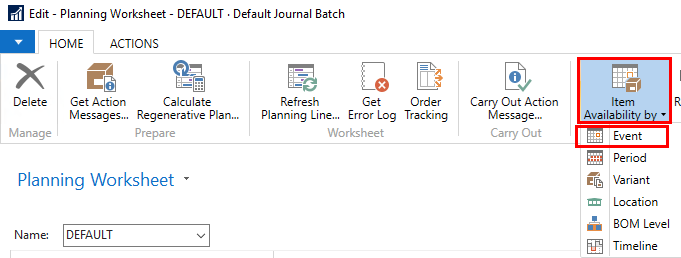 Edit - Planning Worksheet - DEFAULT · Default Journal Batch
HOME ACTIONS
Delete
Get Action
Messages...
Calculate
Regenerative Plan...
Refresh
Planning Line...
Get
Error Log
Order
Tracking
Carry Out Action
Message...
Item
Availability by
Manage
Prepare
Worksheet
Carry Out
Event
Period
Variant
Location
BOM Level
Timeline
Planning Worksheet
Name: DEFAULT